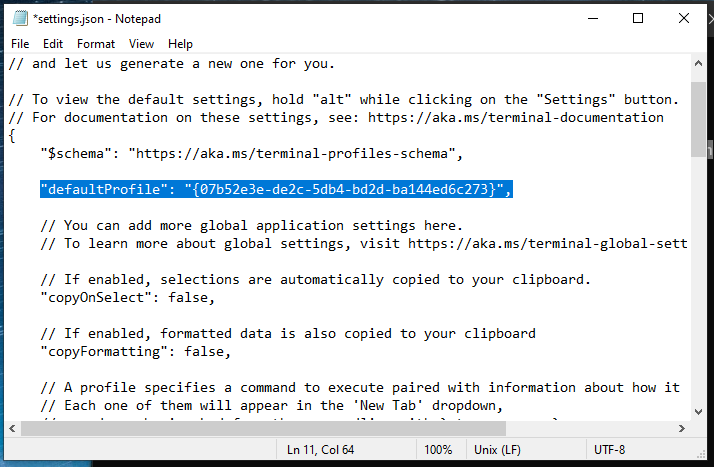 *settings.json - Notepad
File Edit Format View Help
// and let us generate a new one for you.
// To view the default settings, hold "alt" while clicking on the "Settings" button.
// For documentation on these settings, see: https://aka.ms/terminal-documentation
{
"$schema": "https://aka.ms/terminal-profiles-schema",
"defaultProfile": "{07b52e3e-de2c-5db4-bd2d-ba144ed6c273}",
// You can add more global application settings here.
// To learn more about global settings, visit https://aka.ms/terminal-global-sett
// If enabled, selections are automatically copied to your clipboard.
"copyOnSelect": false,
// If enabled, formatted data is also copied to your clipboard
"copyFormatting": false,
// A profile specifies a command to execute paired with information about how it
// Each one of them will appear in the 'New Tab' dropdown,
Ln 11, Col 64 100% Unix (LF) UTF-8